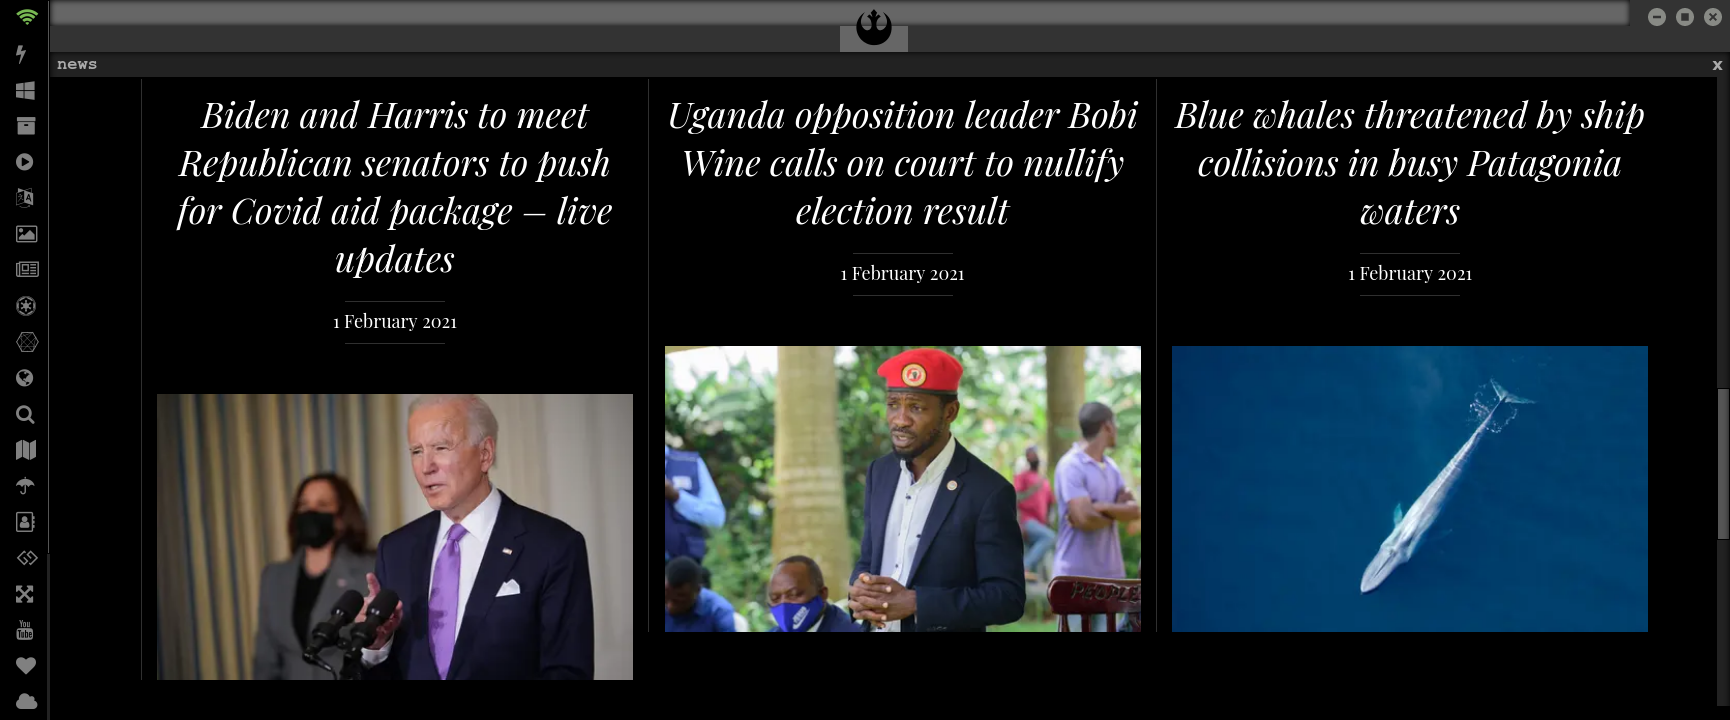 news
x
Biden and Harris to meet
Republican senators to push
for Covid aid package – live
updates
1 February 2021
Uganda opposition leader Bobi
Wine calls on court to nullify
election result
1 February 2021
PEOPLE
Blue whales threatened by ship
collisions in busy Patagonia
waters
1 February 2021
You
Tube